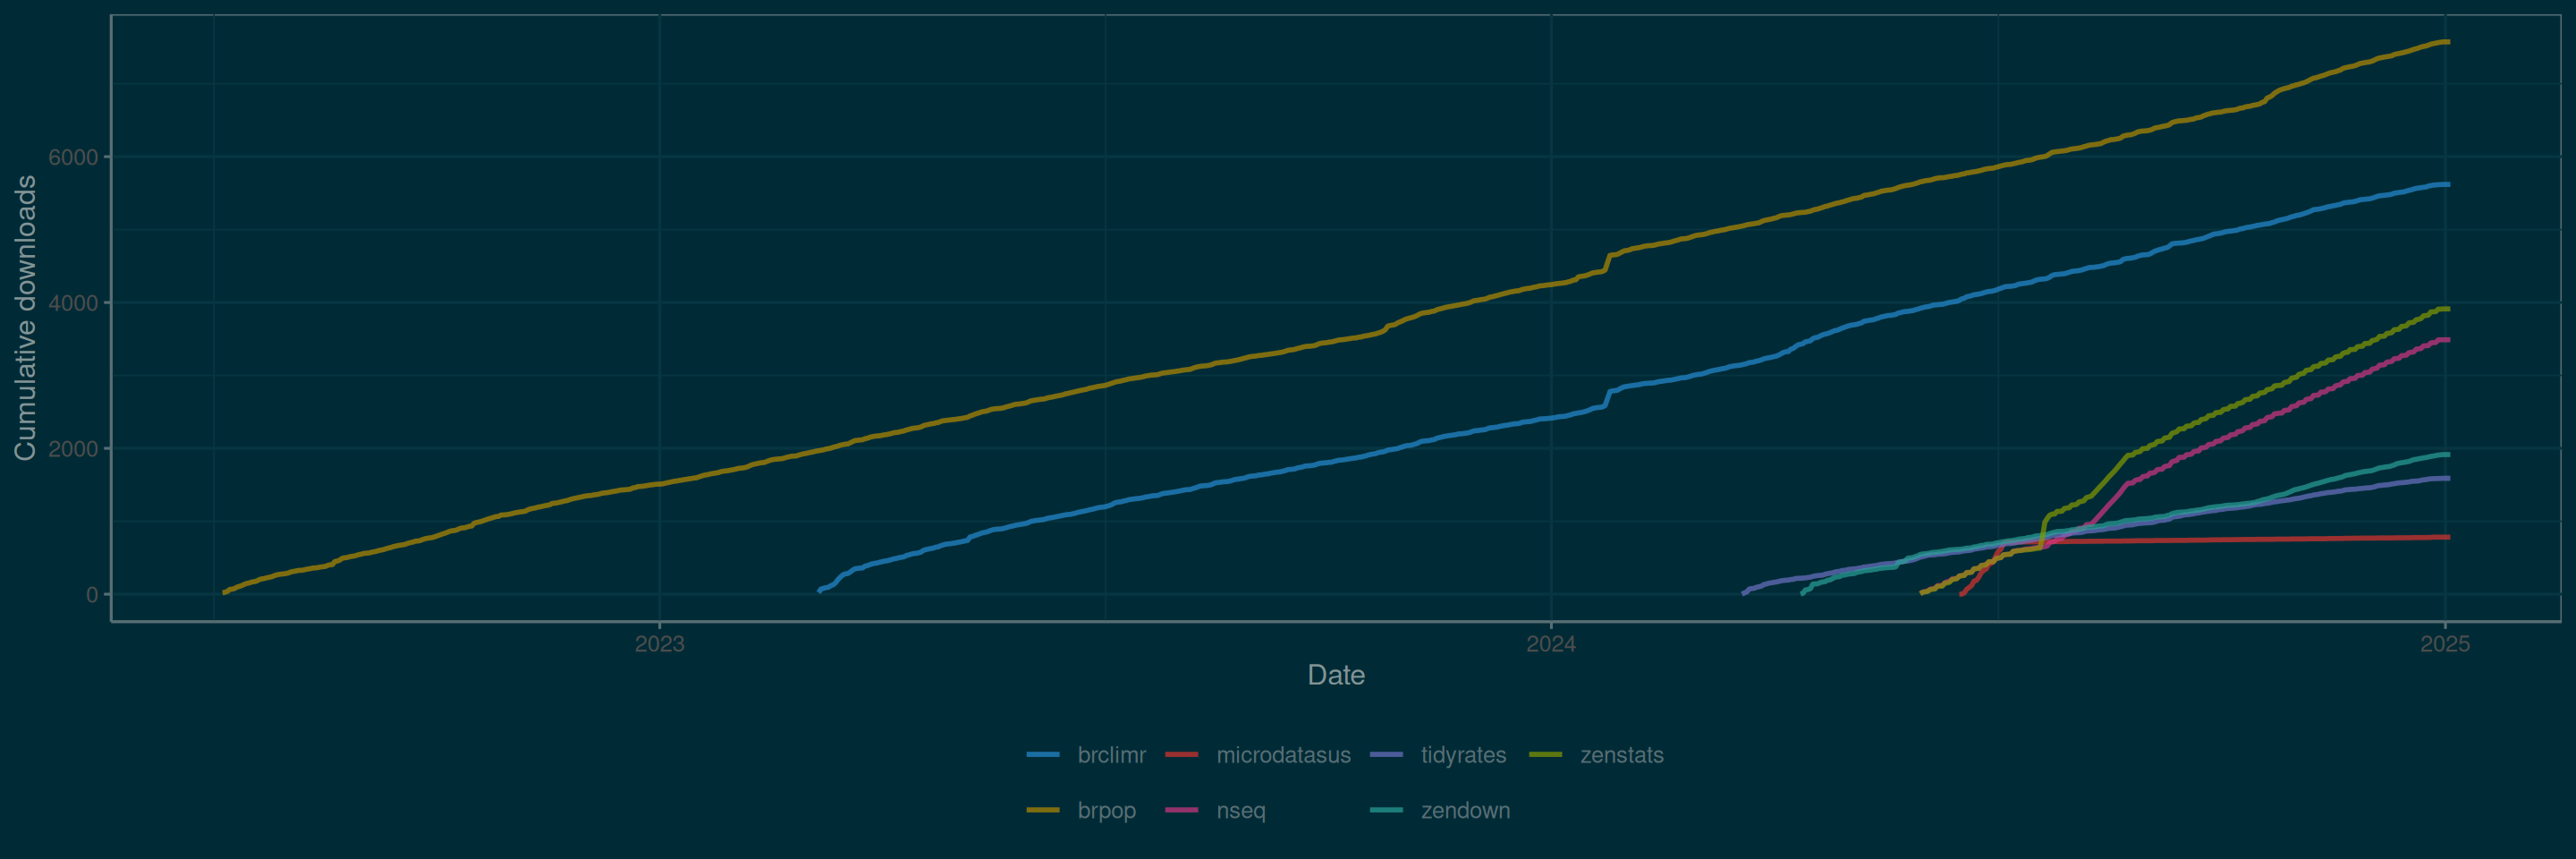 Cumulative downloads
6000
4000
2000
0
2023 2024 2025
Date
brclimr microdatasus tidyrates zenstats
brpop nseq zendown